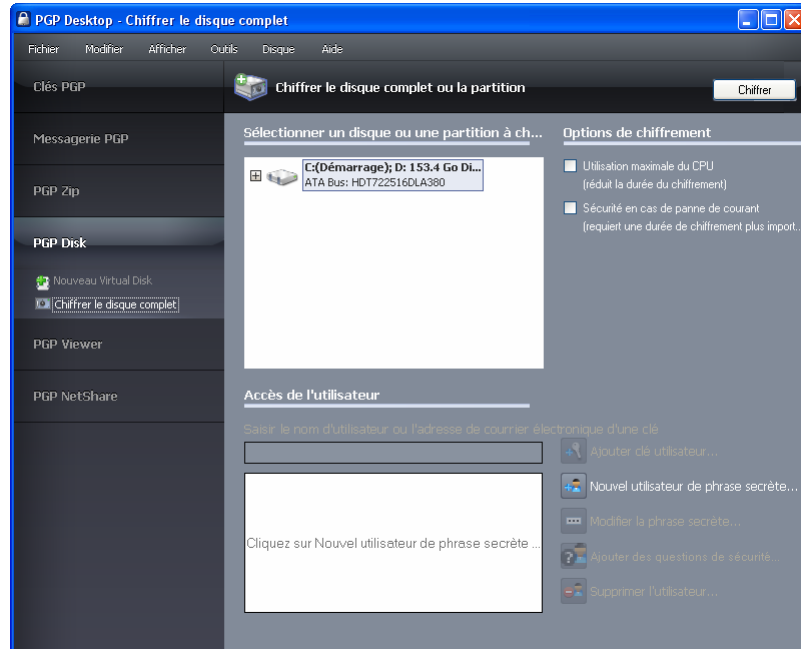 PGP Desktop - Chiffrer le disque complet
Fichier Modifier Afficher Outils Disque Aide
Clés PGP
Chiffrer le disque complet ou la partition
Chiffrer
Messagerie PGP
PGP Zip
PGP Disk
Nouveau Virtual Disk
Chiffrer le disque complet
PGP Viewer
PGP NetShare
Sélectionner un disque ou une partition à ch...
C:(Démarrage); D: 153.4 Go Di...
ATA Bus: HDT722516DLA380
Options de chiffrement
Utilisation maximale du CPU
(réduit la durée du chiffrement)
Sécurité en cas de panne de courant
(requiert une durée de chiffrement plus import...
Accès de l'utilisateur
Saisir le nom d'utilisateur ou l'adresse de courrier électronique d'une clé
Cliquez sur Nouvel utilisateur de phrase secrète ...
Ajouter clé utilisateur...
Nouvel utilisateur de phrase secrète...
Modifier la phrase secrète...
Ajouter des questions de sécurité...
Supprimer l'utilisateur...